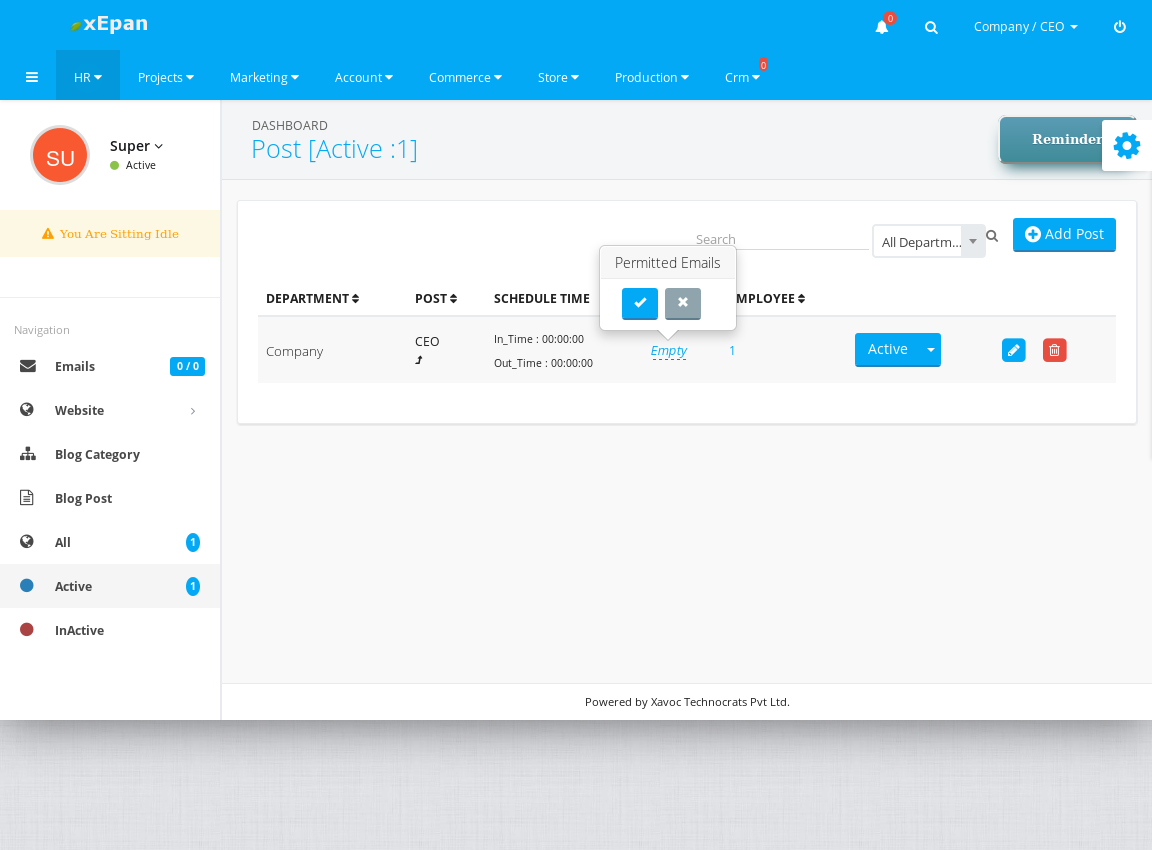 xEpan
0
Company / CEO
HR
Projects
Marketing
Account
Commerce
Store
Production
Crm
0
SU
Super
Active
You Are Sitting Idle
Navigation
Emails
0 / 0
Website
Blog Category
Blog Post
All
1
Active
1
InActive
DASHBOARD
Post [Active :1]
Reminder
Search
All Departm...
Add Post
Permitted Emails
DEPARTMENT
POST
SCHEDULE TIME
MPLOYEE
Company
CEO
In_Time : 00:00:00
Out_Time : 00:00:00
Empty
1
Active
Powered by Xavoc Technocrats Pvt Ltd.